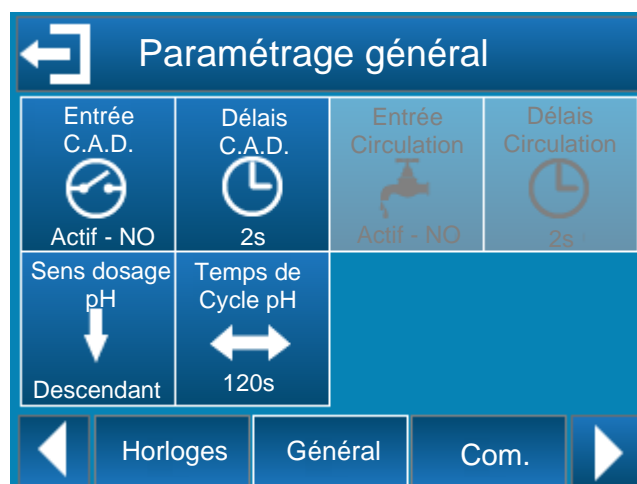 Paramétrage général
Entrée
C.A.D.
Actif - NO
Délais
C.A.D.
2s
Entrée
Circulation
Actif - NO
Délais
Circulation
2s
Sens dosage
pH
Descendant
Temps de
Cycle pH
120s
Horloges
Général
Com.